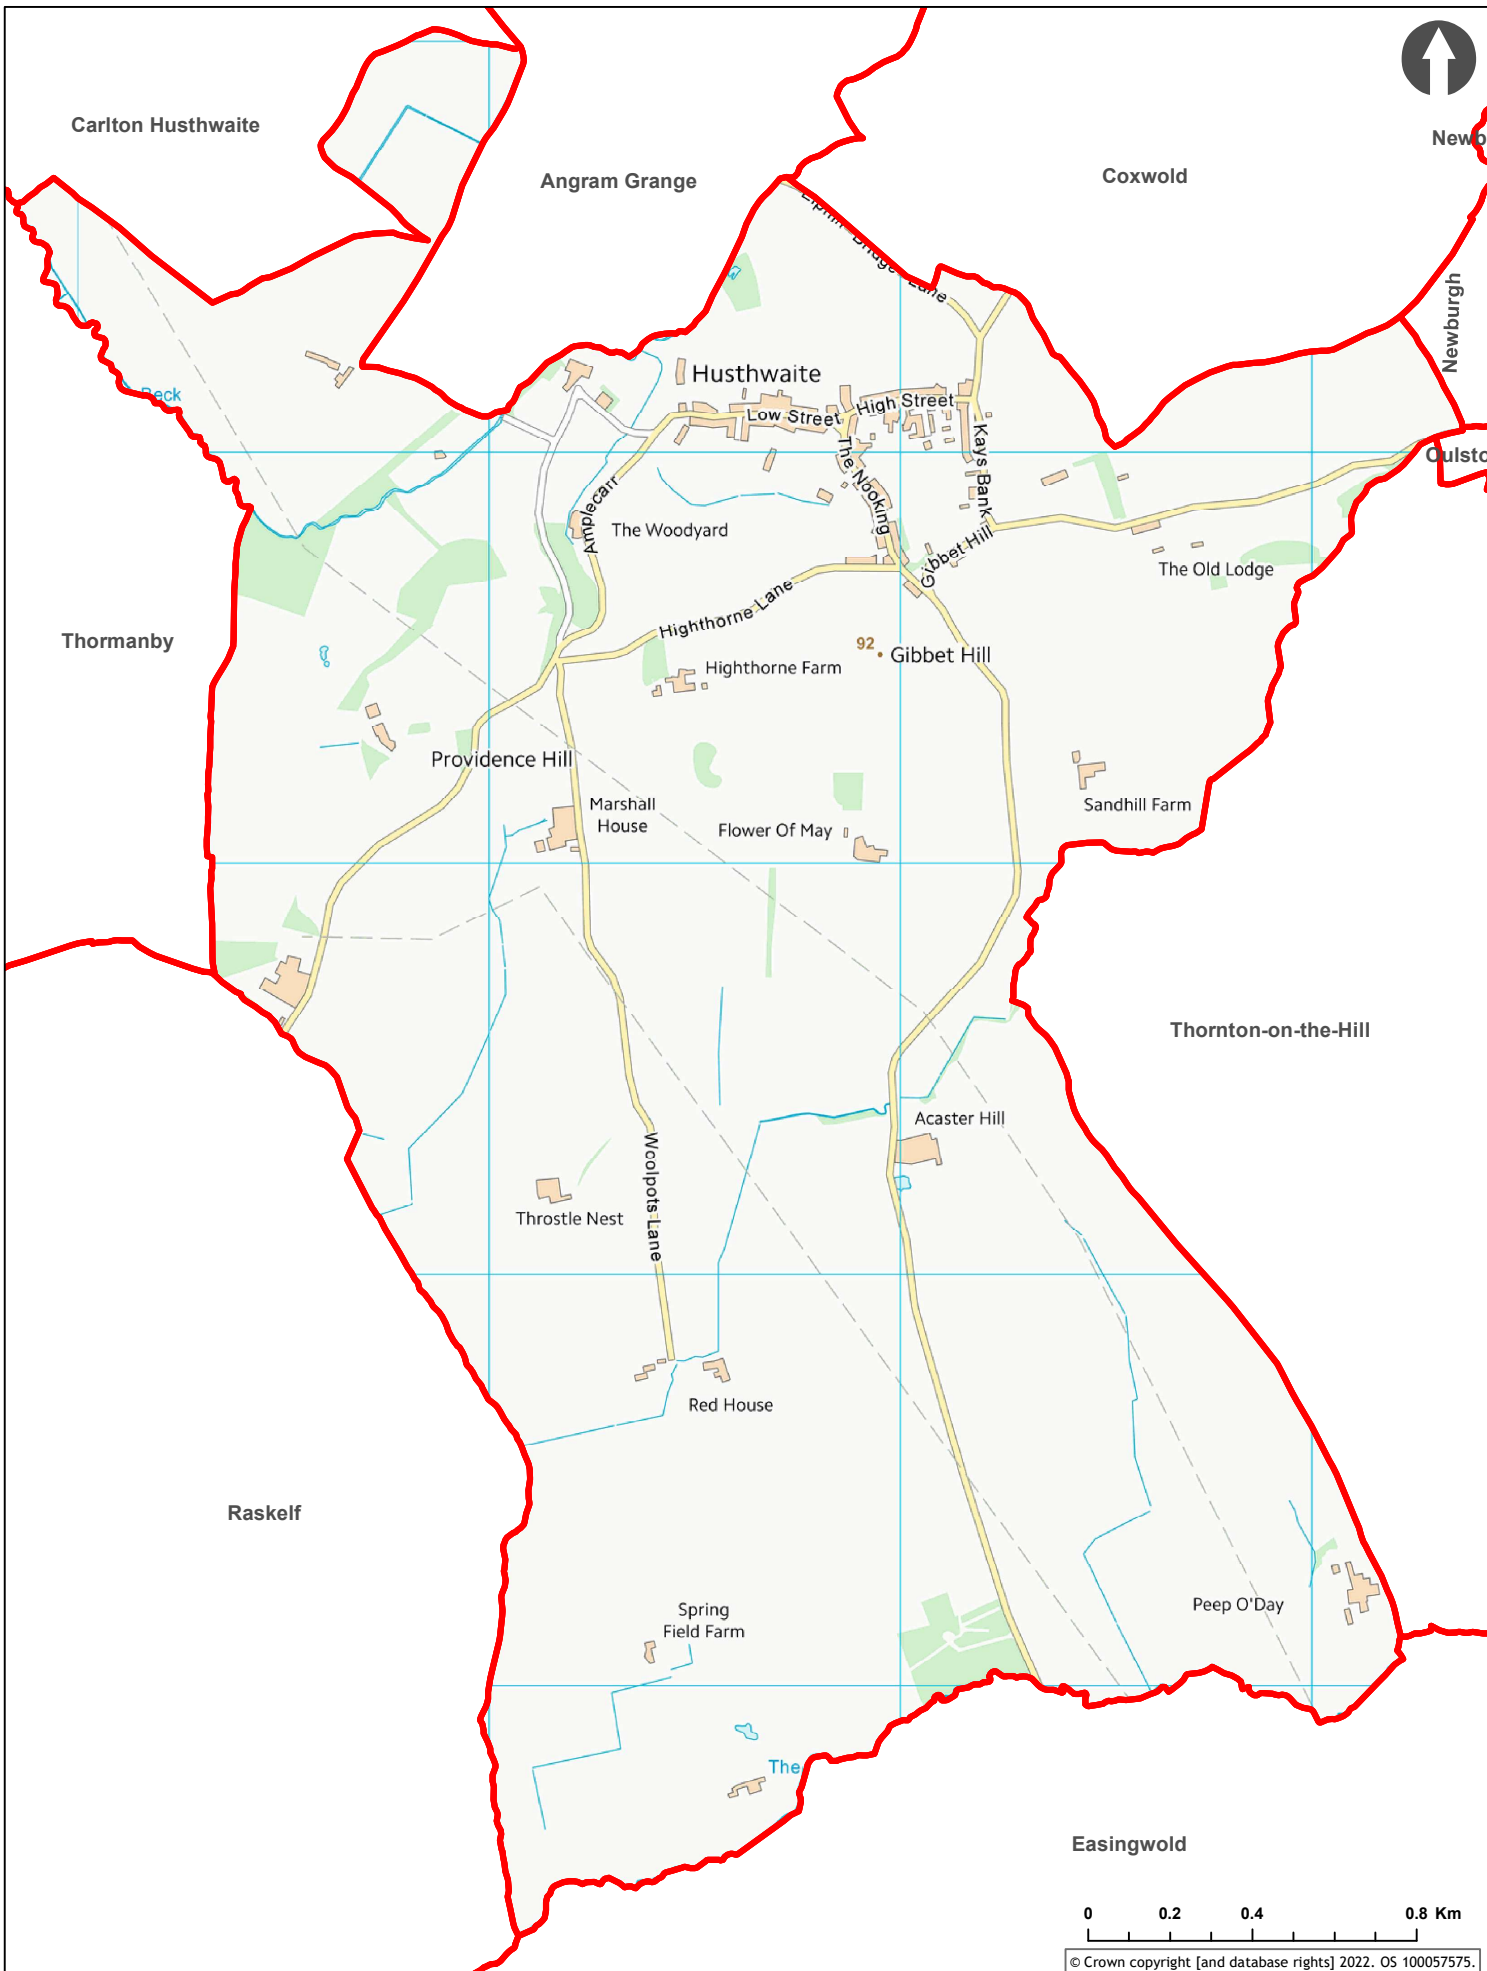 Carlton Husthwaite
Angram Grange
Coxwold
Newb
Newburgh
Bridge Lane
Beck
Husthwaite
Low Street
High Street
Kays Bank
The Nooking
Oulsto
Amplecarr
The Woodyard
Gibbet Hill
The Old Lodge
Highthorne Lane
Thormanby
92
Gibbet Hill
Highthorne Farm
Providence Hill
Marshall
House
Flower Of May
Sandhill Farm
Thornton-on-the-Hill
Acaster Hill
Woolpots Lane
Throstle Nest
Red House
Raskelf
Peep O'Day
Spring
Field Farm
The
Easingwold
0 0.2 0.4 0.8 Km
© Crown copyright [and database rights] 2022. OS 100057575.